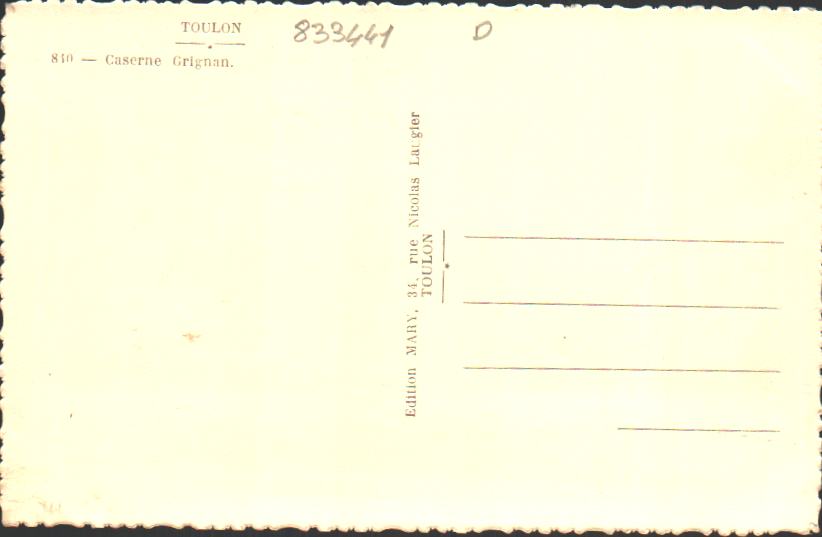 TOULON
833441 D
840 — Caserne Grignan.
Edition MARY, 34, rue Nicolas Laugier
TOULON